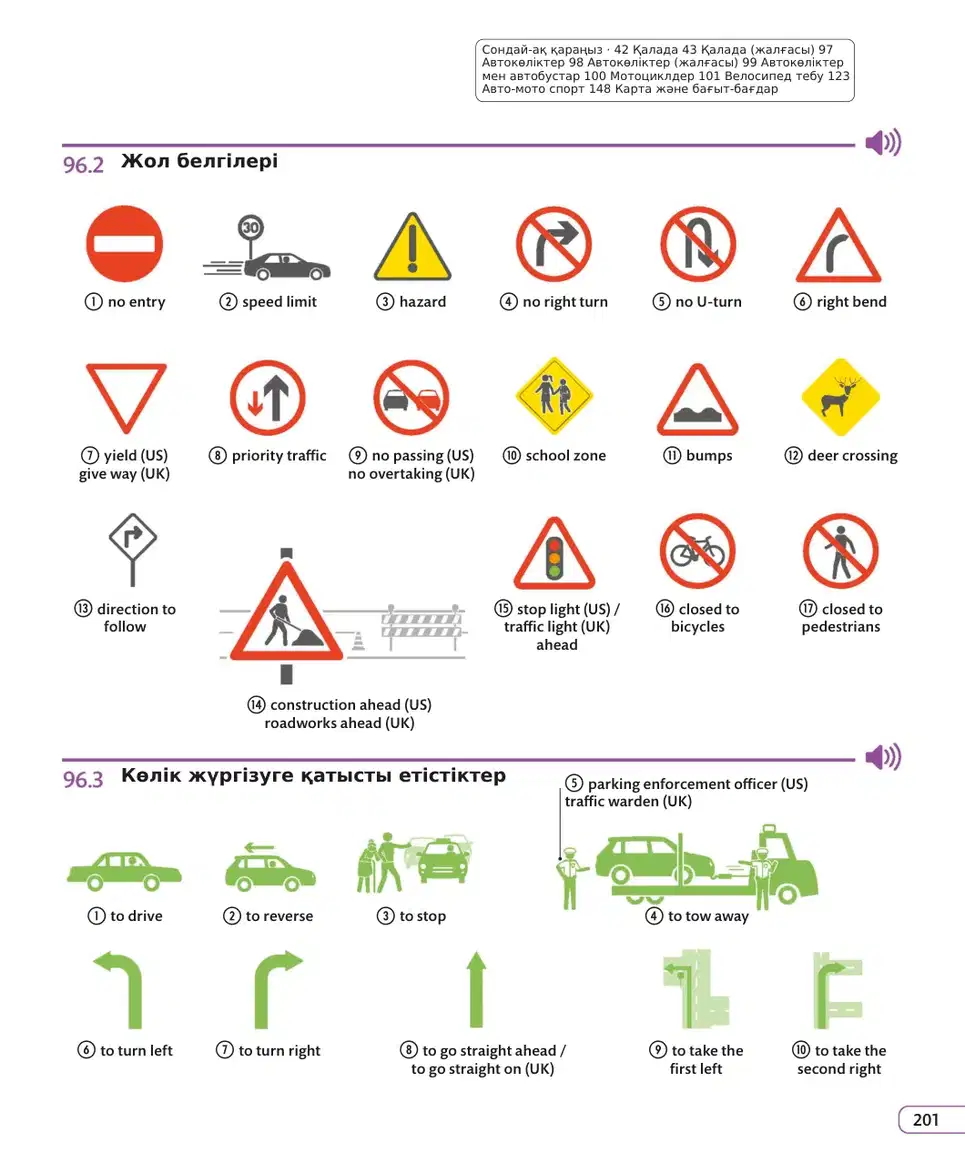 Сондай-ақ қараңыз · 42 Қалада 43 Қалада (жалғасы) 97
Автокөліктер 98 Автокөліктер (жалғасы) 99 Автокөліктер
мен автобустар 100 Мотоциклдер 101 Велосипед тебу 123
Авто-мото спорт 148 Карта және бағыт-бағдар
96.2 Жол белгілері
30
① no entry
② speed limit
③ hazard
④ no right turn
⑤ no U-turn
⑥ right bend
⑦ yield (US)
give way (UK)
⑧ priority traffic
⑨ no passing (US)
no overtaking (UK)
⑩ school zone
⑪ bumps
⑫ deer crossing
⑬ direction to
follow
⑭ construction ahead (US)
roadworks ahead (UK)
⑮ stop light (US) /
traffic light (UK)
ahead
⑯ closed to
bicycles
⑰ closed to
pedestrians
96.3 Көлік жүргізуге қатысты етістіктер
① to drive
② to reverse
③ to stop
⑤ parking enforcement officer (US)
traffic warden (UK)
④ to tow away
⑥ to turn left
⑦ to turn right
⑧ to go straight ahead /
to go straight on (UK)
⑨ to take the
first left
⑩ to take the
second right
201